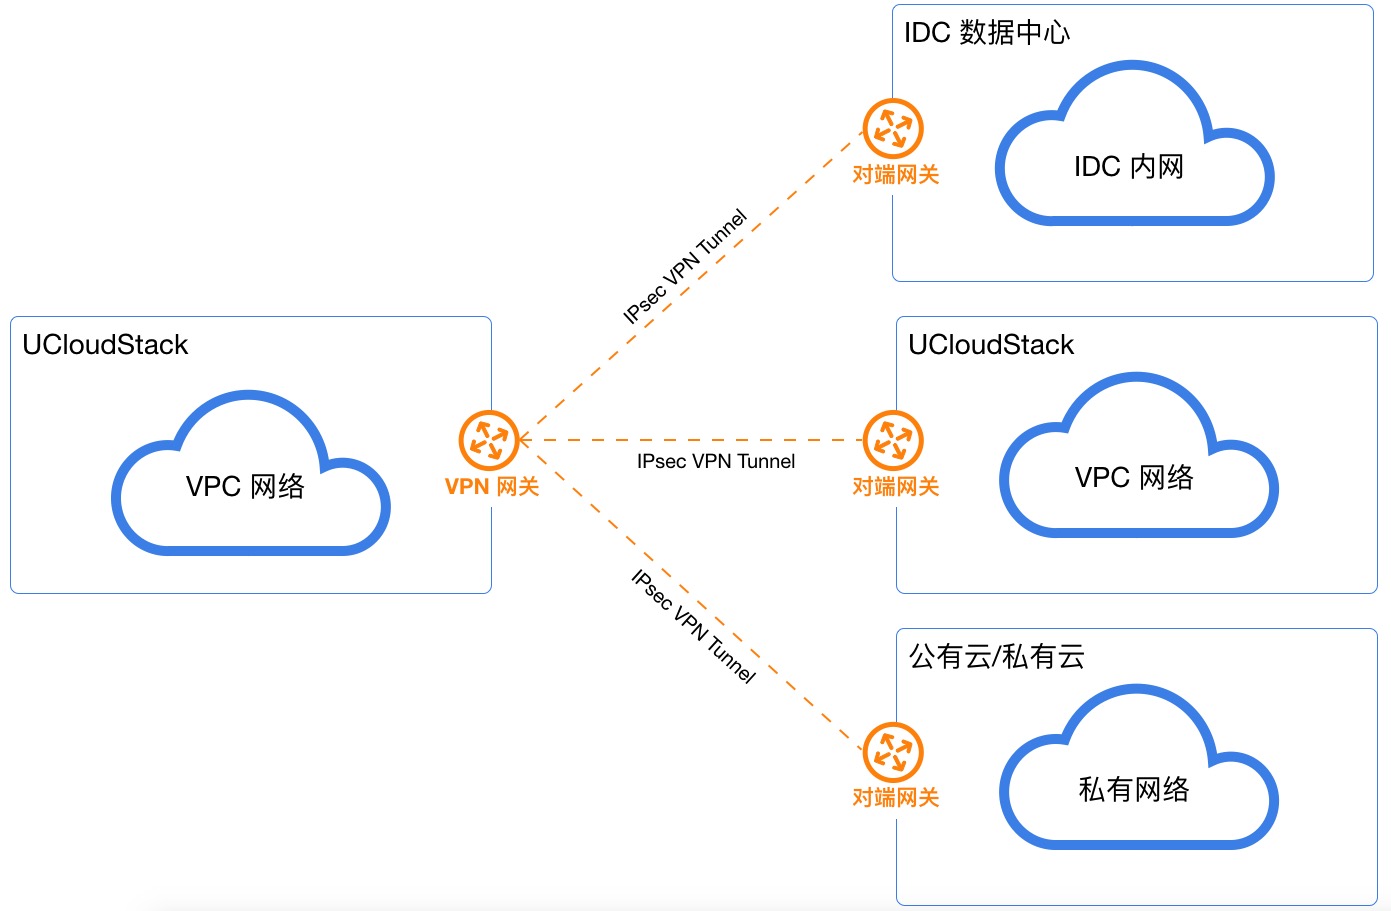 UCloudStack
VPC 网络
VPN 网关
IPsec VPN Tunnel
IPsec VPN Tunnel
IPsec VPN Tunnel
IDC 数据中心
IDC 内网
对端网关
UCloudStack
VPC 网络
对端网关
公有云/私有云
私有网络
对端网关